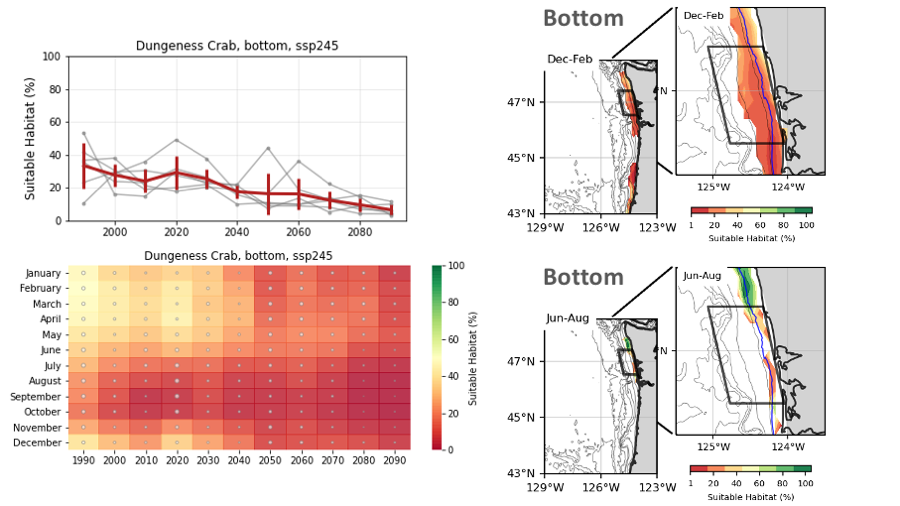 Dungeness Crab, bottom, ssp245
Suitable Habitat (%)
100
80
60
40
20
0
2000
2020
2040
2060
2080
Dungeness Crab, bottom, ssp245
January
February
March
April
May
June
July
August
September
October
November
December
1990 2000 2010 2020 2030 2040 2050 2060 2070 2080 2090
100
80
60
40
20
0
Suitable Habitat (%)
Bottom
Dec-Feb
47°N
45°N
43°N
129°W 126°W 123°W
Dec-Feb
N
125°W 124°W
1 20 40 60 80 100
Suitable Habitat (%)
Bottom
Jun-Aug
47°N
45°N
43°N
129°W 126°W 123°W
Jun-Aug
N
125°W 124°W
1 20 40 60 80 100
Suitable Habitat (%)